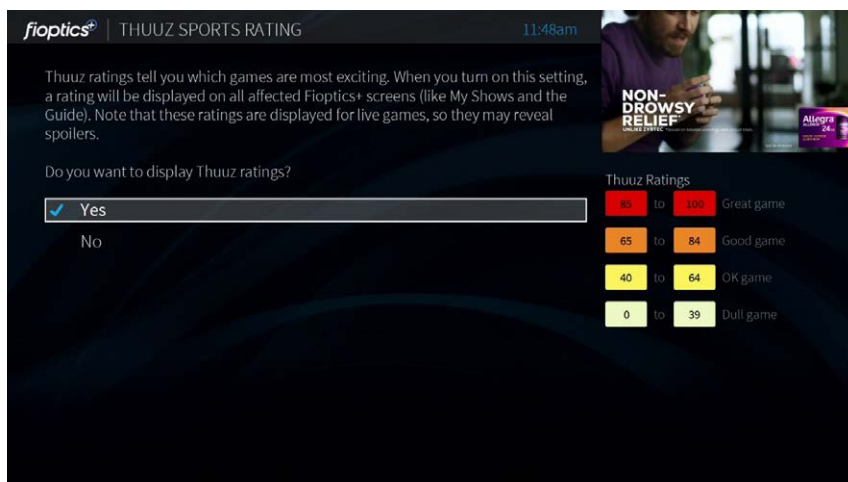 fioptics+ | THUUZ SPORTS RATING 11:48am
Thuuz ratings tell you which games are most exciting. When you turn on this setting,
a rating will be displayed on all affected Fioptics+ screens (like My Shows and the
Guide). Note that these ratings are displayed for live games, so they may reveal
spoilers.
Do you want to display Thuuz ratings?
Yes
No
NON-
DROWSY
RELIEF
UNLIKE ZYRTEC
Allegra
24
Thuuz Ratings
85 to 100 Great game
65 to 84 Good game
40 to 64 OK game
0 to 39 Dull game